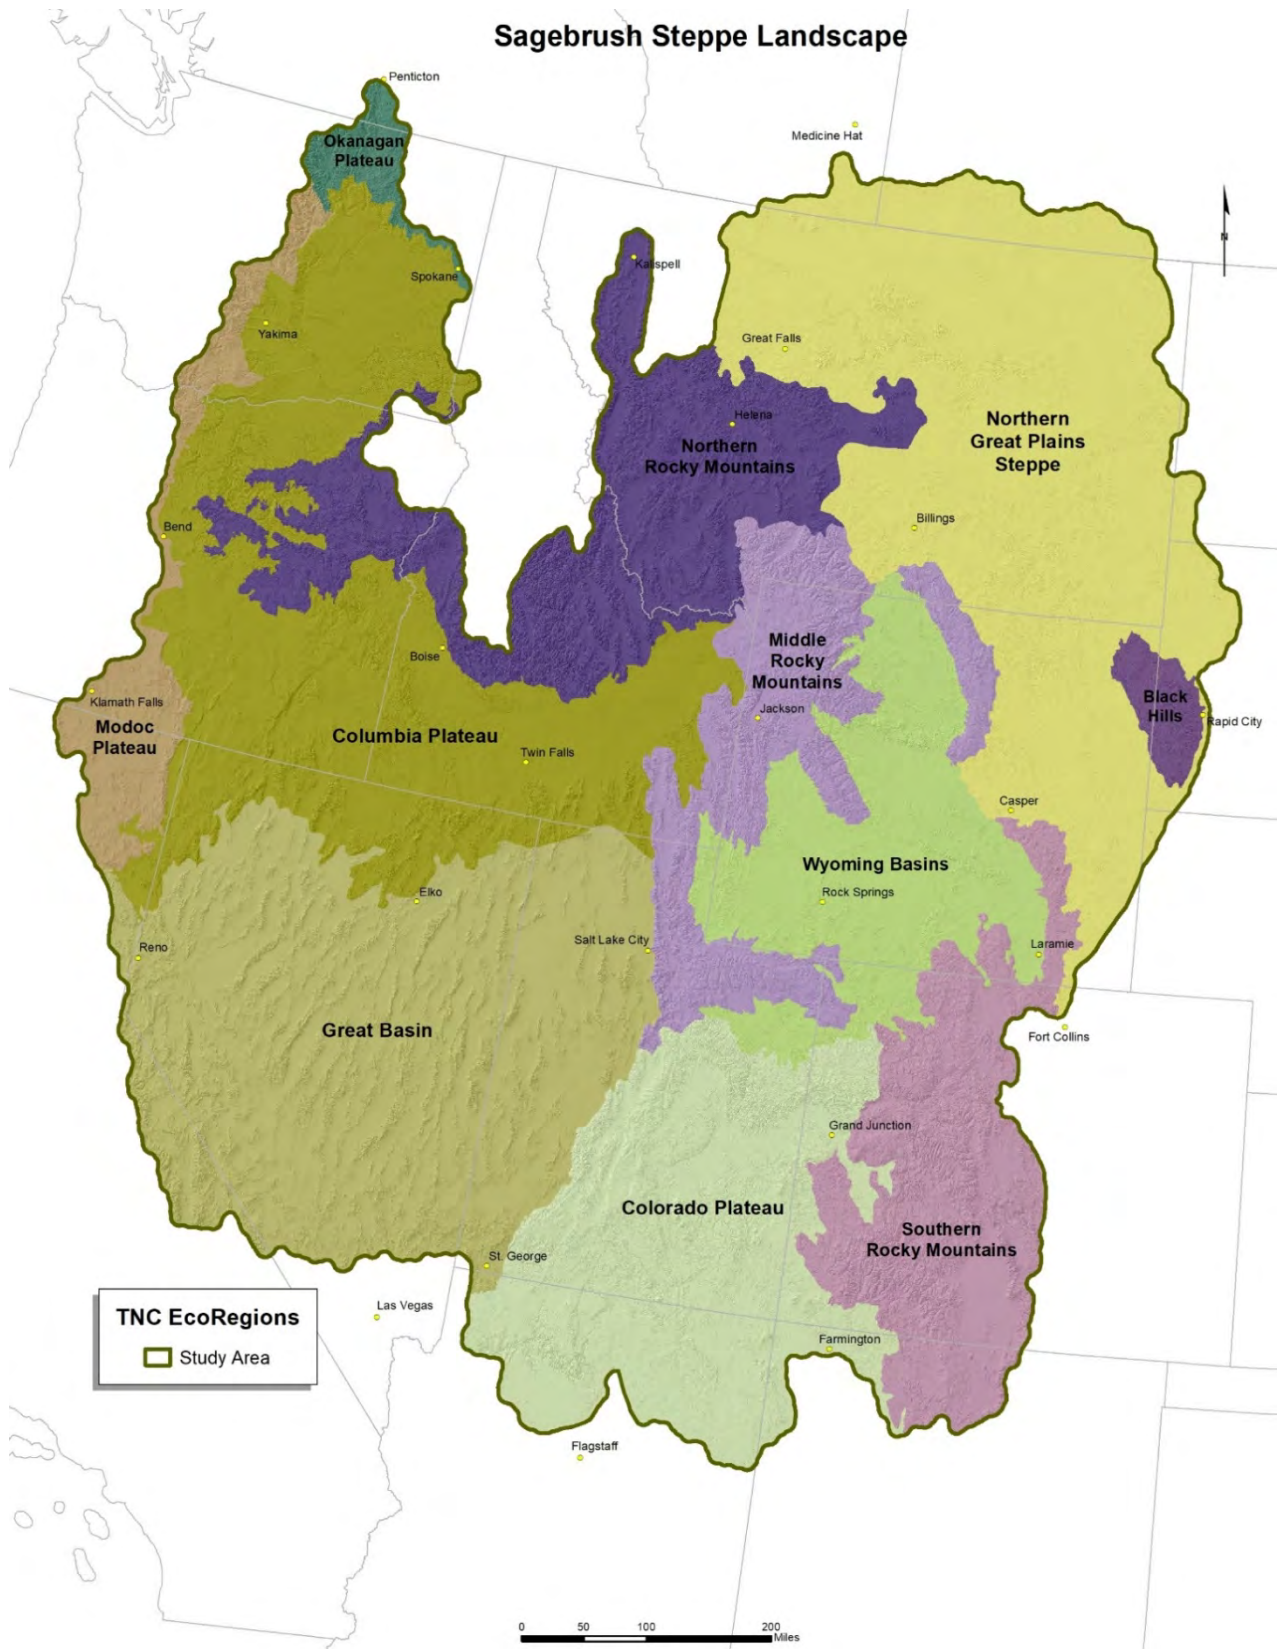 Sagebrush Steppe Landscape
Penticton
Medicine Hat
Okanagan
Plateau
N
Kalispell
Spokane
Yakima
Great Falls
Helena
Northern
Rocky Mountains
Northern
Great Plains
Steppe
Billings
Bend
Middle
Rocky
Mountains
Boise
Klamath Falls
Modoc
Plateau
Black
Hills
Rapid City
Jackson
Columbia Plateau
Twin Falls
Casper
Wyoming Basins
Rock Springs
Elko
Reno
Salt Lake City
Laramie
Great Basin
Fort Collins
Grand Junction
Colorado Plateau
Southern
Rocky Mountains
St. George
Las Vegas
TNC EcoRegions
Study Area
Farmington
Flagstaff
0 50 100 200
Miles